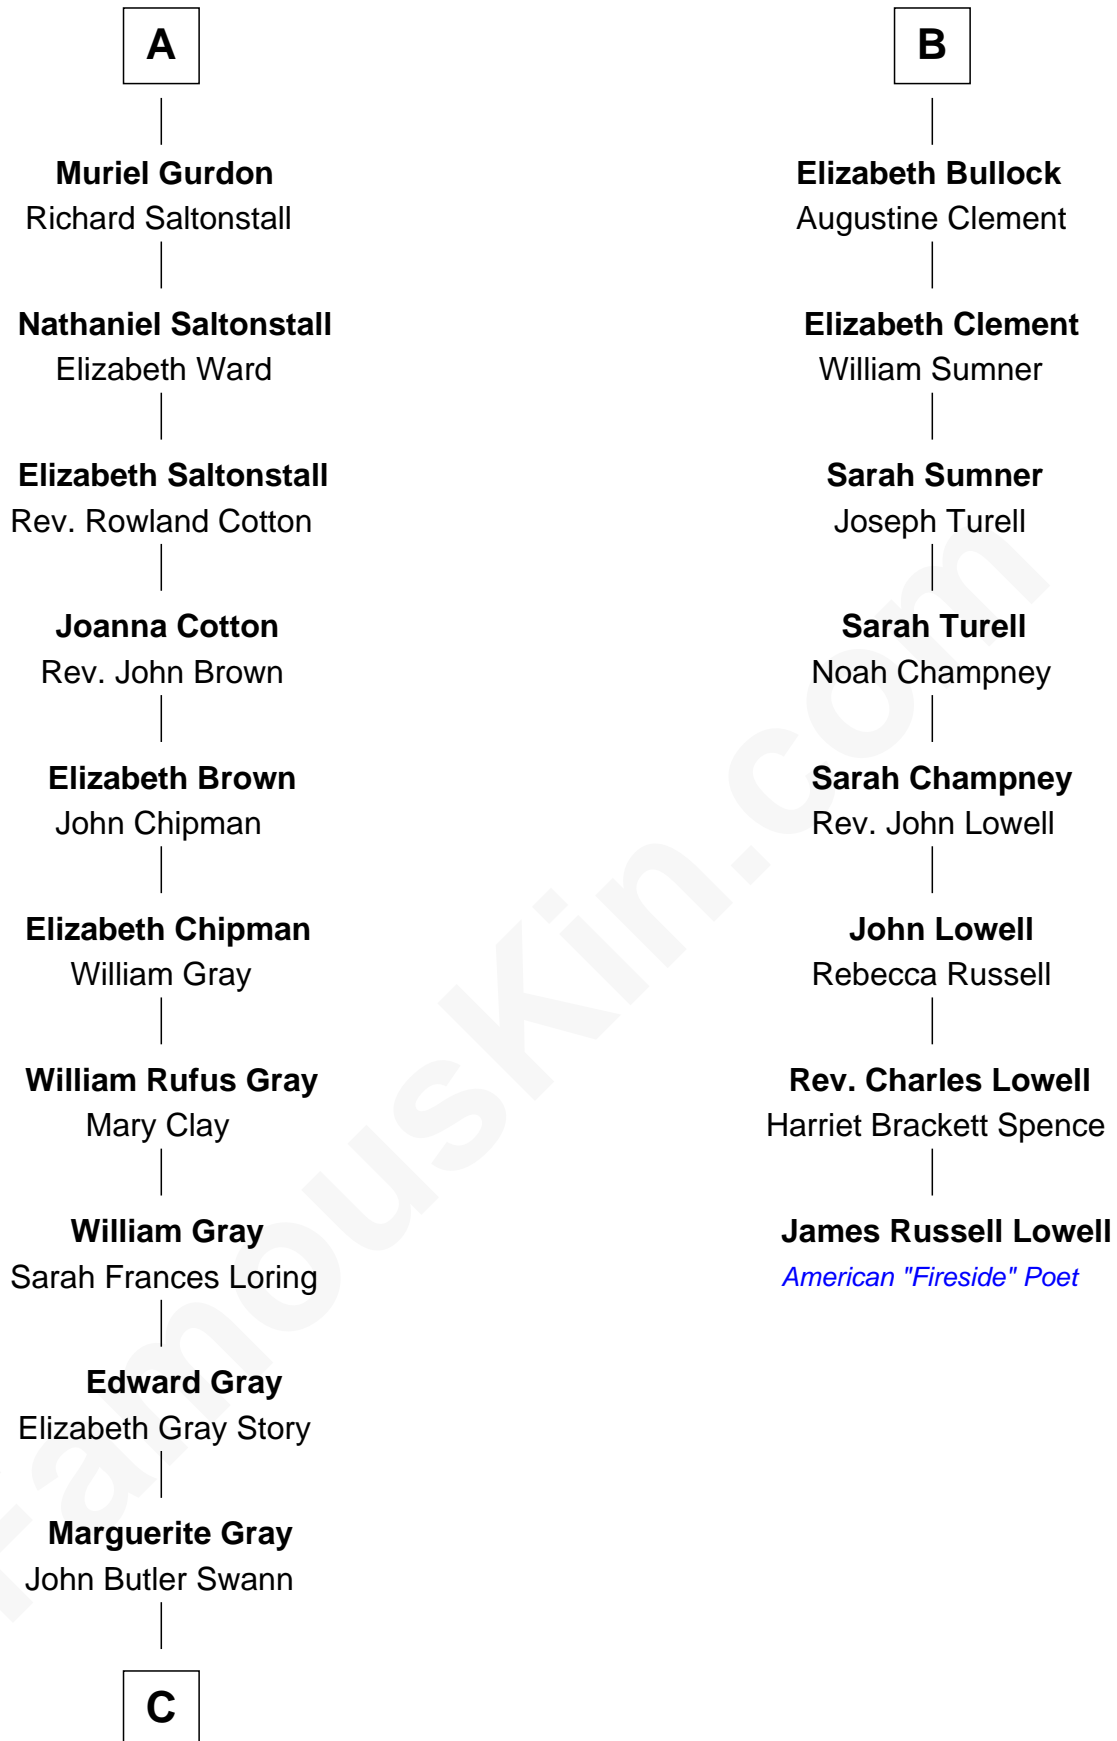 A
Muriel Gurdon
Richard Saltonstall
Nathaniel Saltonstall
Elizabeth Ward
Elizabeth Saltonstall
Rev. Rowland Cotton
Joanna Cotton
Rev. John Brown
Elizabeth Brown
John Chipman
Elizabeth Chipman
William Gray
William Rufus Gray
Mary Clay
William Gray
Sarah Frances Loring
Edward Gray
Elizabeth Gray Story
Marguerite Gray
John Butler Swann
C
B
Elizabeth Bullock
Augustine Clement
Elizabeth Clement
William Sumner
Sarah Sumner
Joseph Turell
Sarah Turell
Noah Champney
Sarah Champney
Rev. John Lowell
John Lowell
Rebecca Russell
Rev. Charles Lowell
Harriet Brackett Spence
James Russell Lowell
American "Fireside" Poet
FamousKin.com